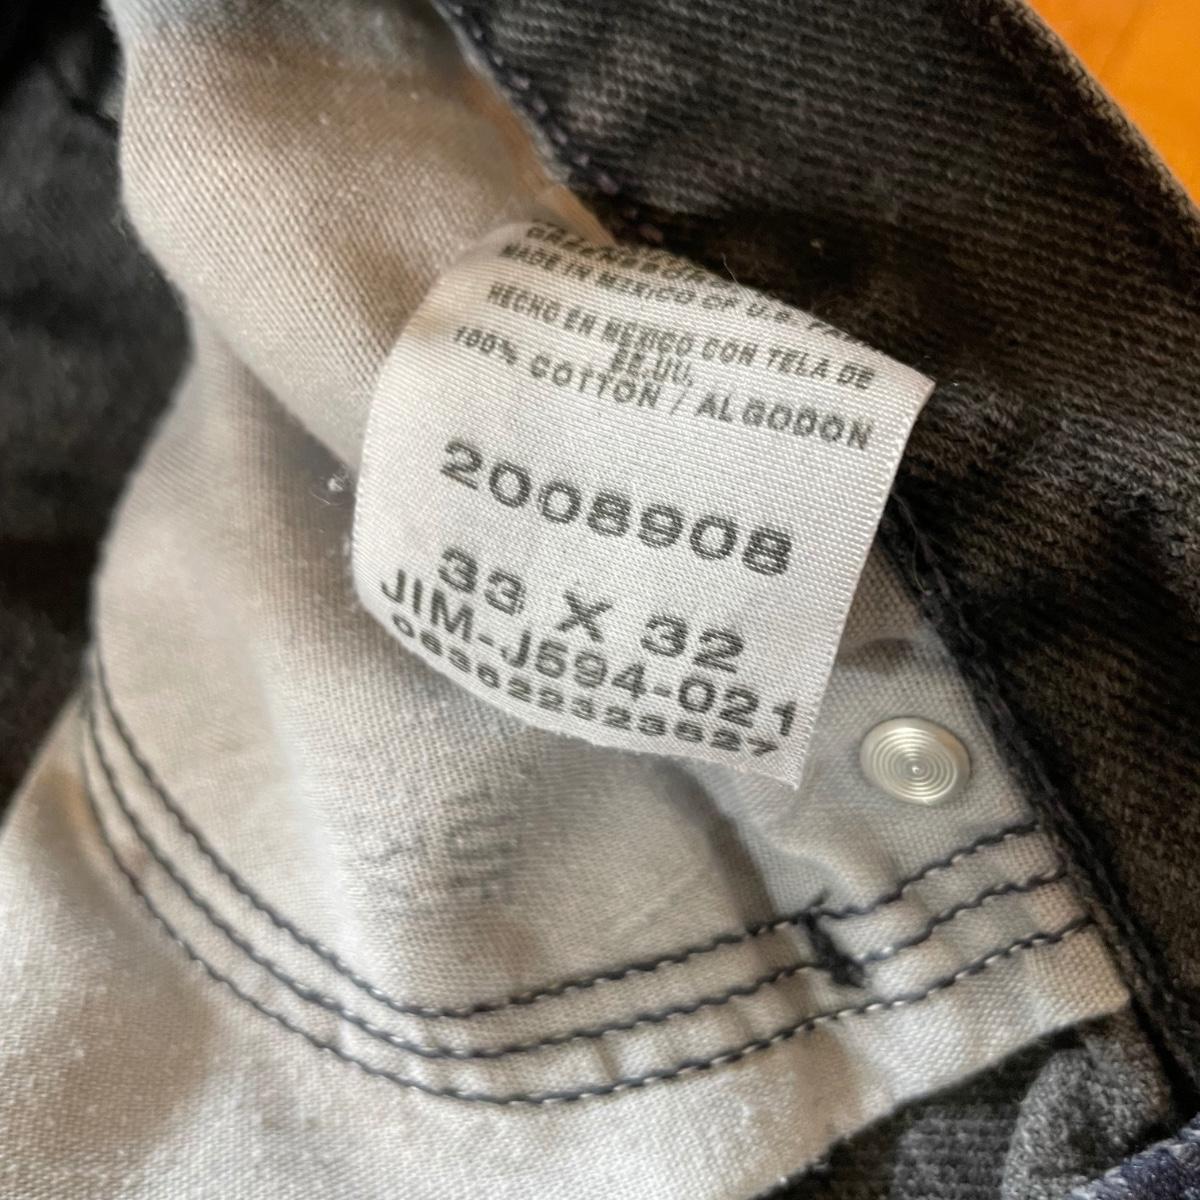 MADE IN MEXICO OF U.S.
HECHO EN MEXICO CON TELA DE
EE.UU.
100% COTTON / ALGODON
2008908
33 X 32
JIM-J594-021